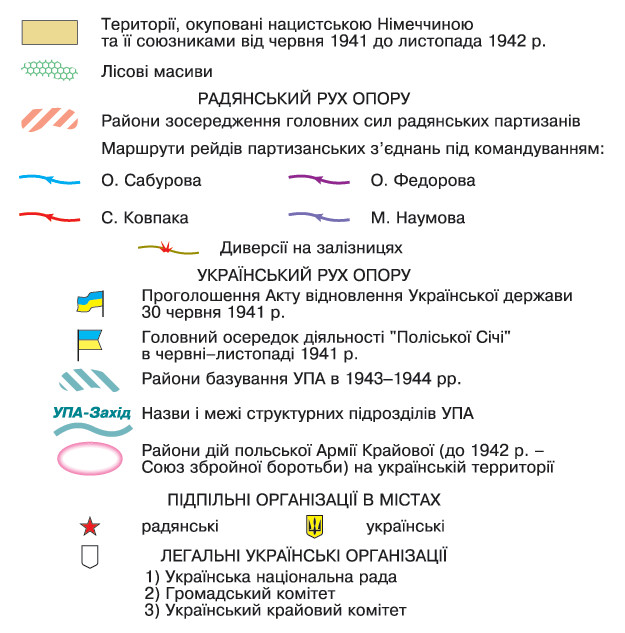 Території, окуповані нацистською Німеччиною
та її союзниками від червня 1941 до листопада 1942 р.
Лісові масиви
РАДЯНСЬКИЙ РУХ ОПОРУ
Райони зосередження головних сил радянських партизанів
Маршрути рейдів партизанських з’єднань під командуванням:
О. Сабурова
О. Федорова
С. Ковпака
М. Наумова
Диверсії на залізницях
УКРАЇНСЬКИЙ РУХ ОПОРУ
Проголошення Акту відновлення Української держави
30 червня 1941 р.
Головний осередок діяльності "Поліської Січі"
в червні–листопаді 1941 р.
Райони базування УПА в 1943–1944 рр.
УПА-Захід
Назви і межі структурних підрозділів УПА
Райони дій польської Армії Крайової (до 1942 р. –
Союз збройної боротьби) на українській території
ПІДПІЛЬНІ ОРГАНІЗАЦІЇ В МІСТАХ
радянські
українські
ЛЕГАЛЬНІ УКРАЇНСЬКІ ОРГАНІЗАЦІЇ
1) Українська національна рада
2) Громадський комітет
3) Український крайовий комітет